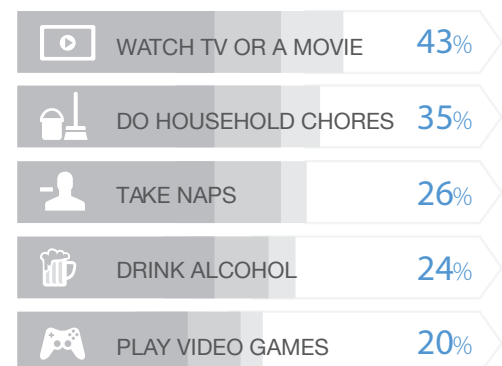 WATCH TV OR A MOVIE 43%
DO HOUSEHOLD CHORES 35%
TAKE NAPS 26%
DRINK ALCOHOL 24%
PLAY VIDEO GAMES 20%